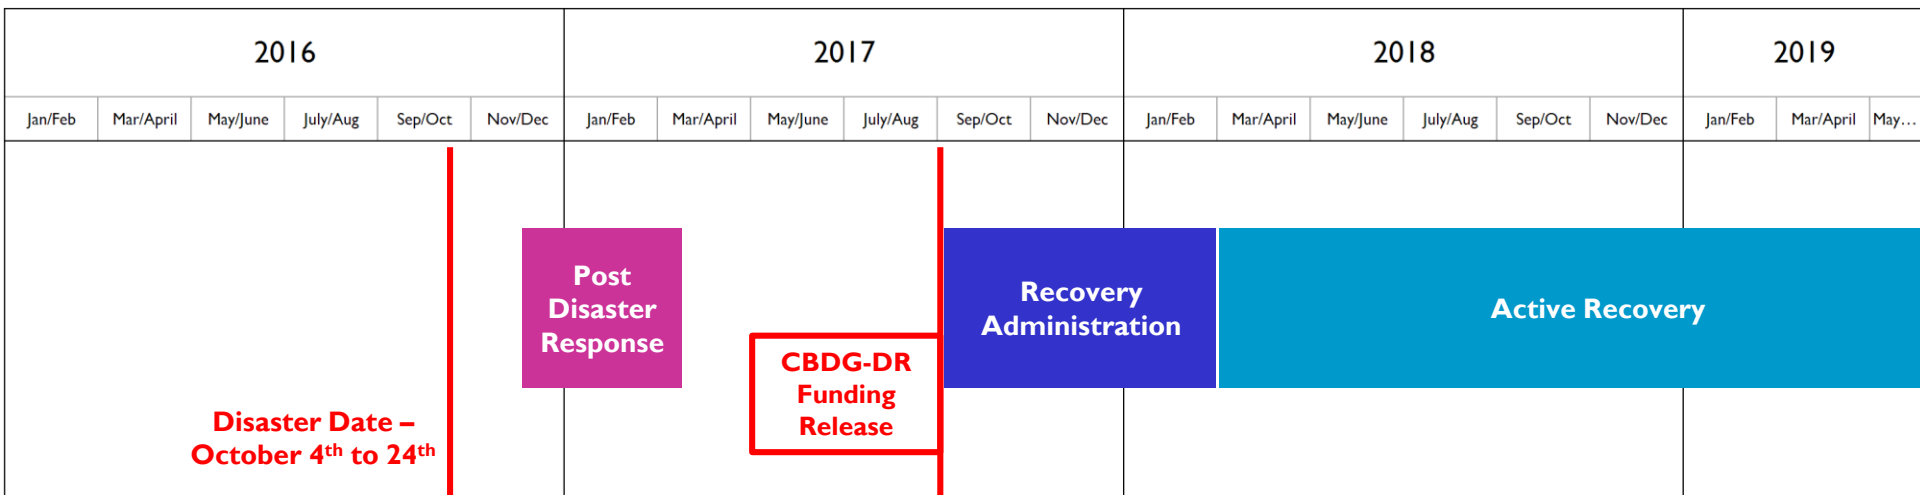 2016 2017 2018 2019
Jan/Feb Mar/April May/June July/Aug Sep/Oct Nov/Dec Jan/Feb Mar/April May/June July/Aug Sep/Oct Nov/Dec Jan/Feb Mar/April May/June July/Aug Sep/Oct Nov/Dec Jan/Feb Mar/April May...
Post
Disaster
Response
Recovery
Administration
Active Recovery
CBDG-DR
Funding
Release
Disaster Date –
October 4th to 24th